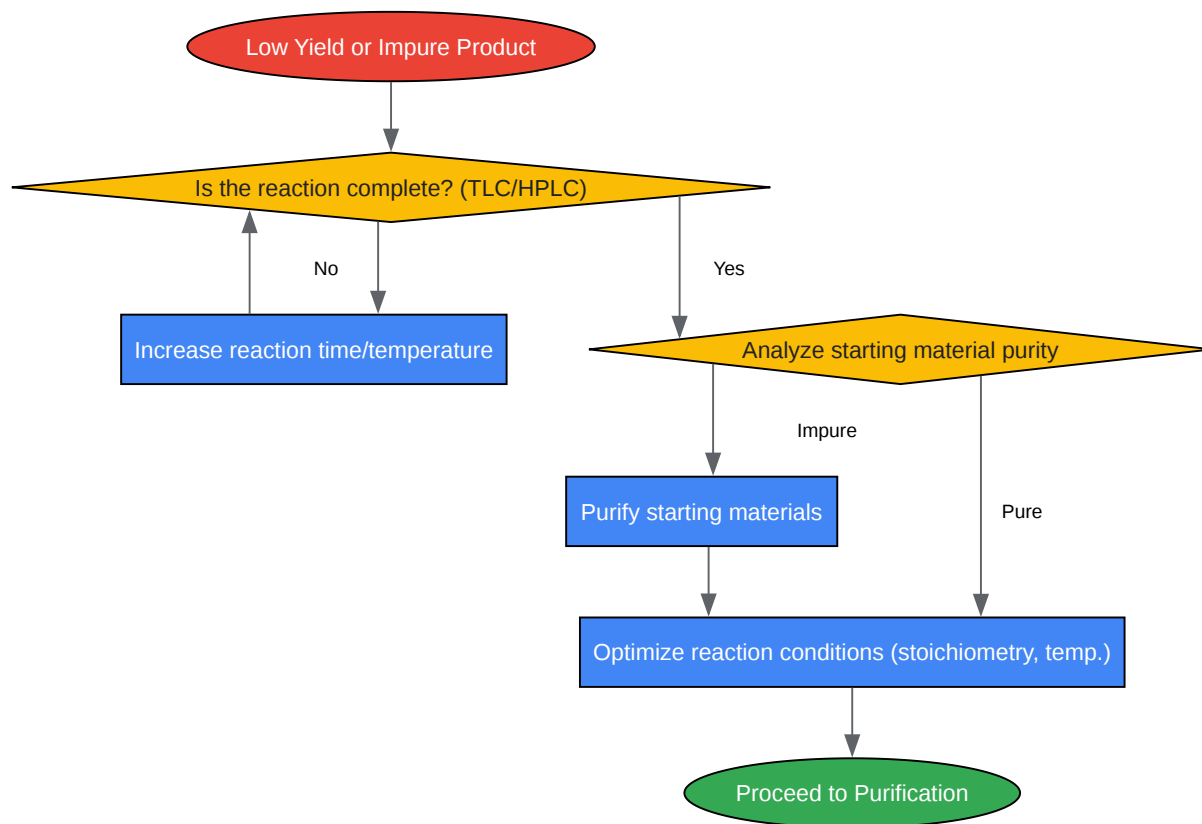 Low Yield or Impure Product
Is the reaction complete? (TLC/HPLC)
No
Yes
Increase reaction time/temperature
Analyze starting material purity
Impure
Purify starting materials
Pure
Optimize reaction conditions (stoichiometry, temp.)
Proceed to Purification